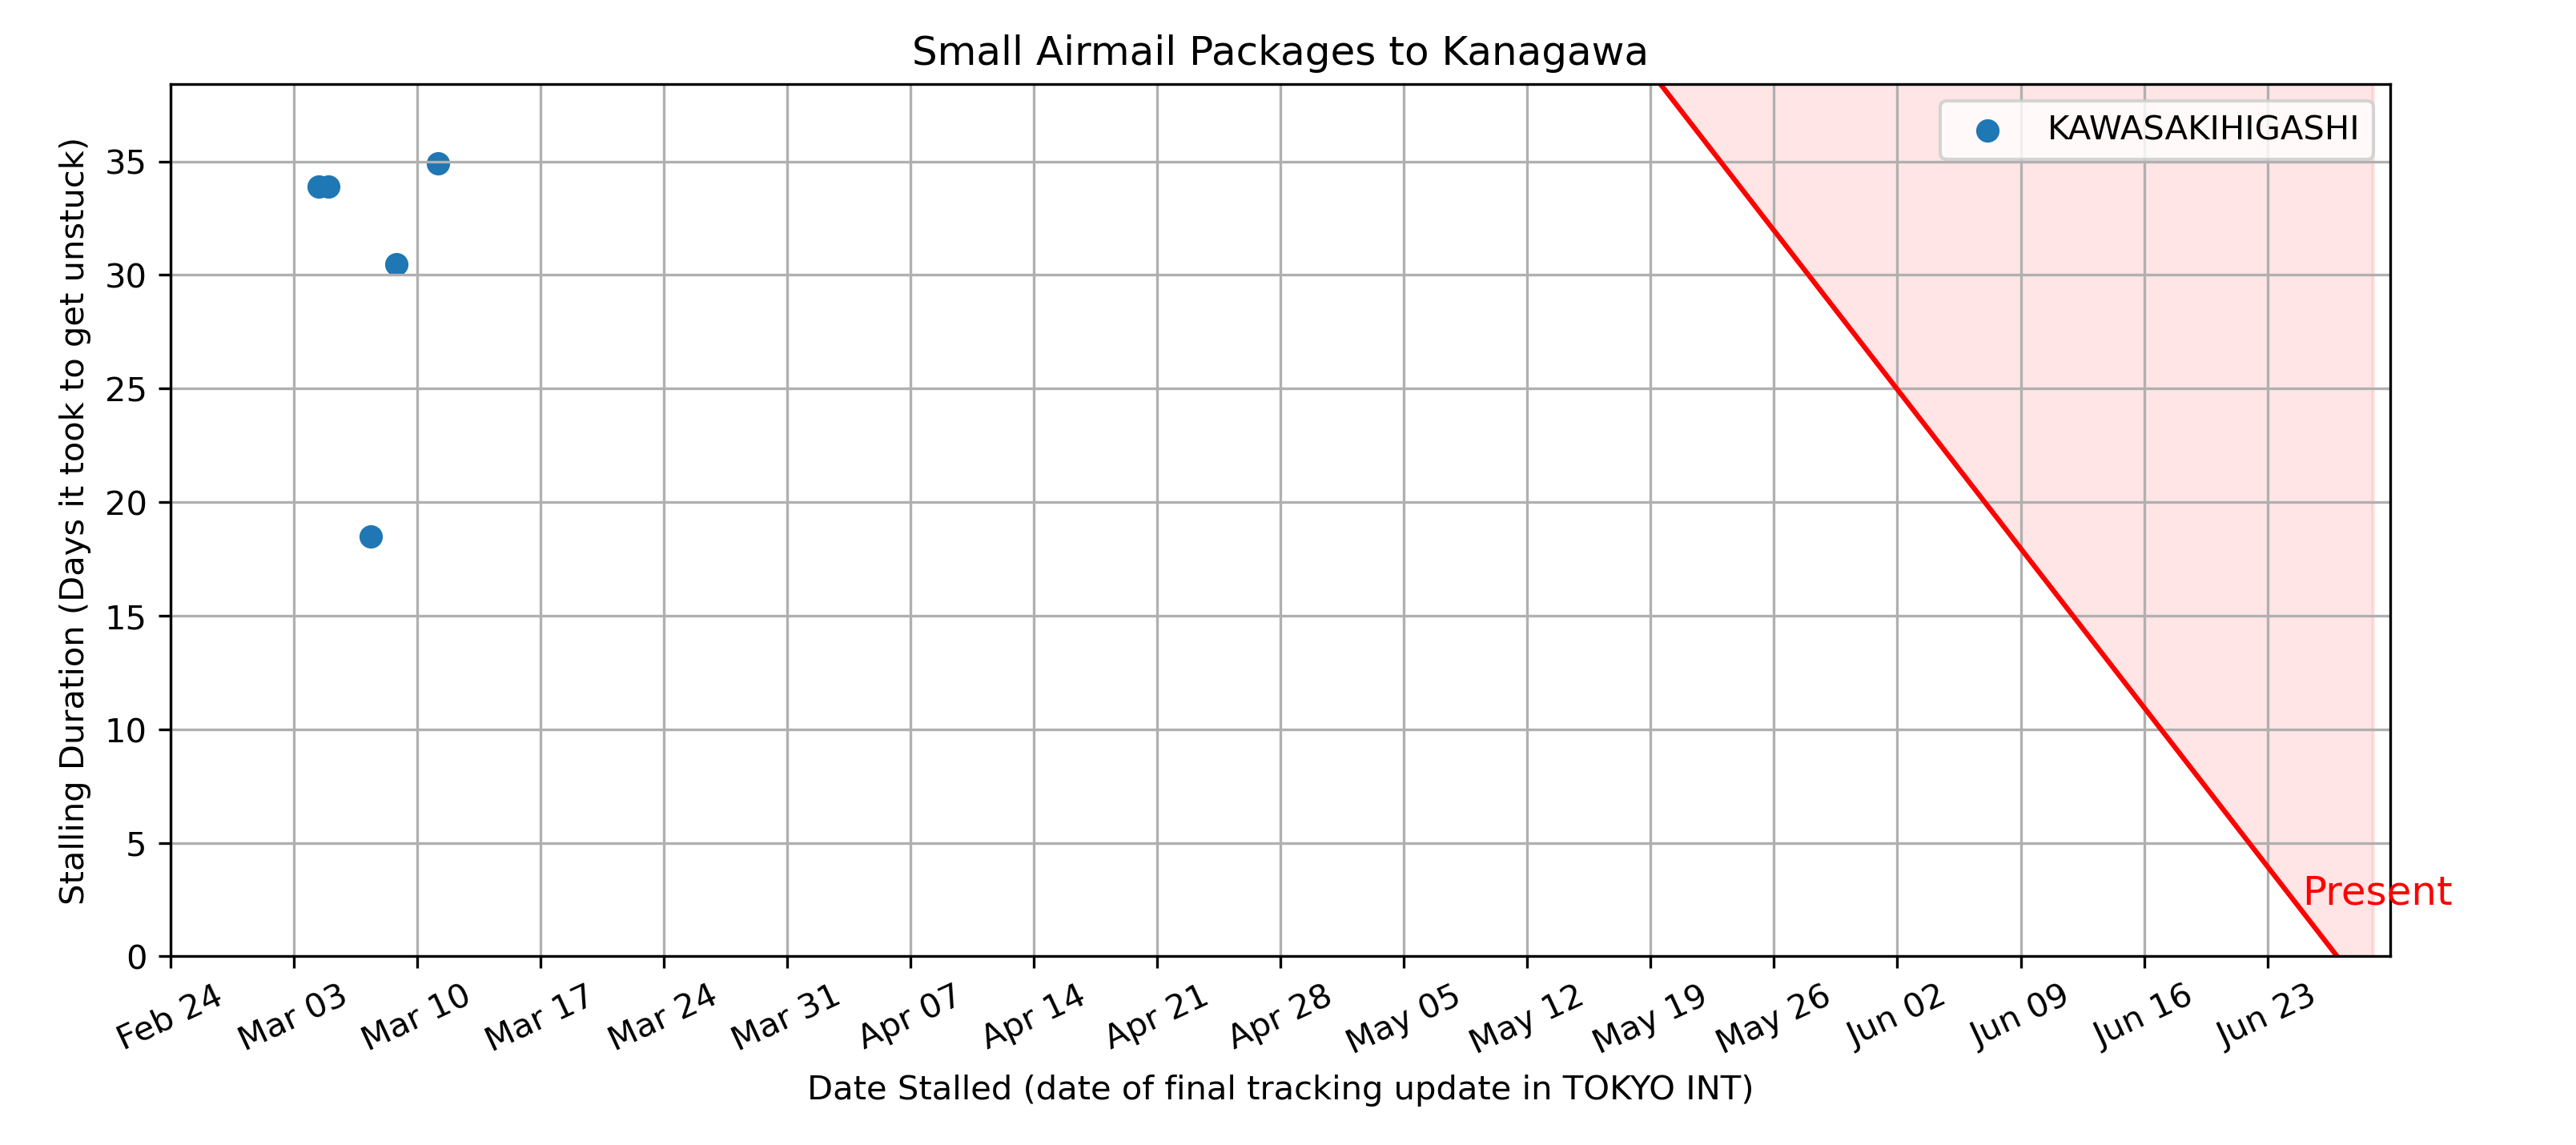 Small Airmail Packages to Kanagawa
KAWASAKIHIGASHI
Stalling Duration (Days it took to get unstuck)
35
30
25
20
15
10
5
0
Present
Feb 24 Mar 03 Mar 10 Mar 17 Mar 24 Mar 31 Apr 07 Apr 14 Apr 21 Apr 28 May 05 May 12 May 19 May 26 Jun 02 Jun 09 Jun 16 Jun 23
Date Stalled (date of final tracking update in TOKYO INT)